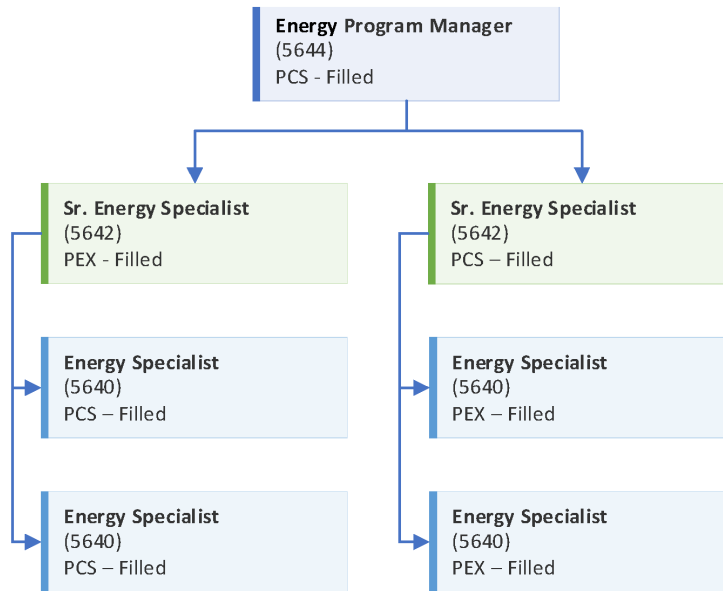 Energy Program Manager
(5644)
PCS - Filled
Sr. Energy Specialist
(5642)
PEX - Filled
Sr. Energy Specialist
(5642)
PCS – Filled
Energy Specialist
(5640)
PCS – Filled
Energy Specialist
(5640)
PEX – Filled
Energy Specialist
(5640)
PCS – Filled
Energy Specialist
(5640)
PEX – Filled